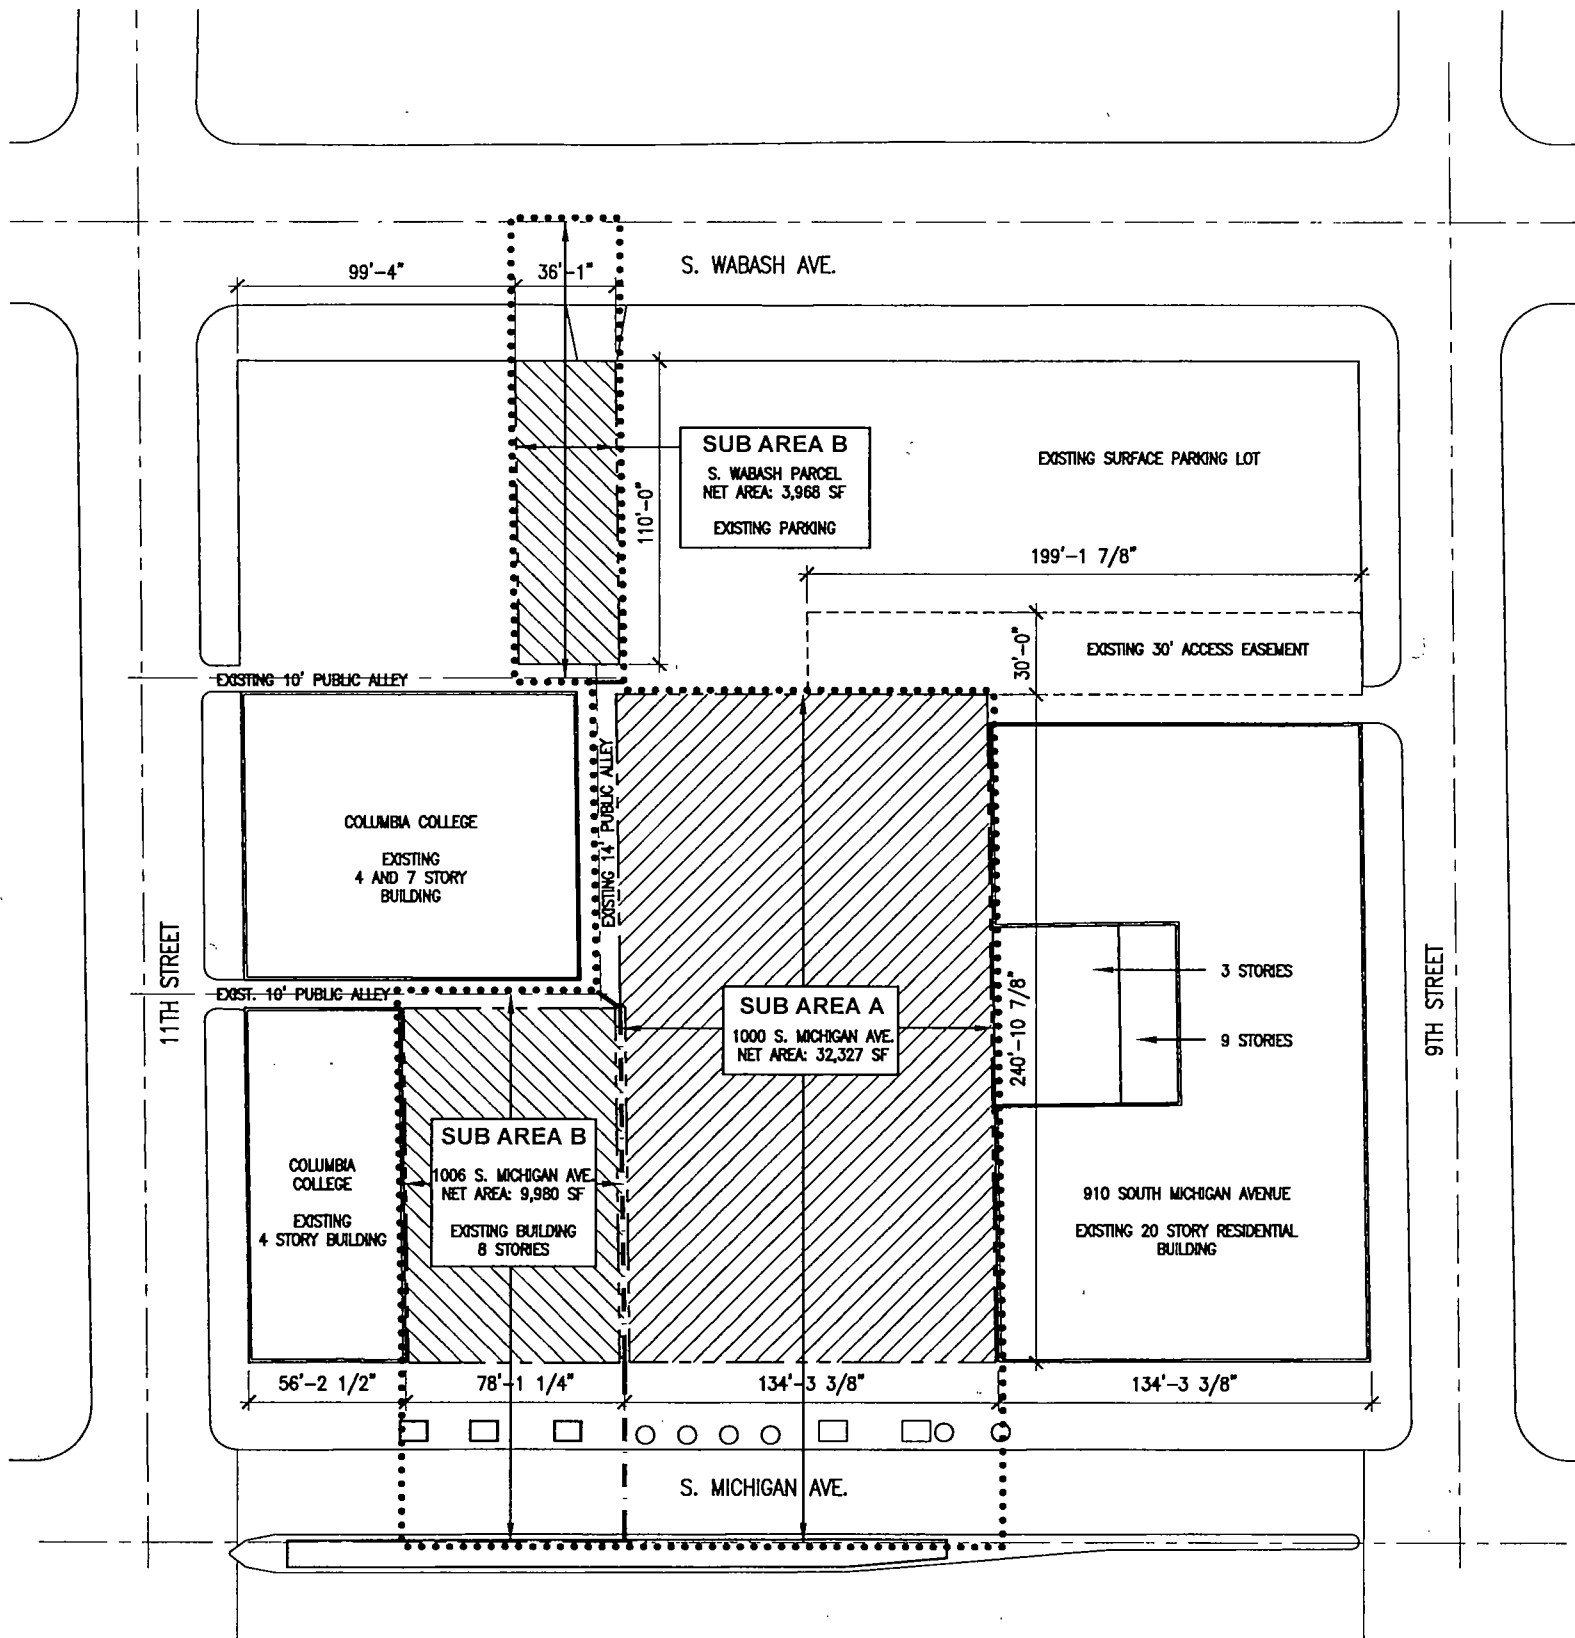 S. WABASH AVE.
99'-4"
36'-1"
SUB AREA B
S. WABASH PARCEL
NET AREA: 3,968 SF
EXISTING PARKING
110'-0"
EXISTING SURFACE PARKING LOT
199'-1 7/8"
30'-0"
EXISTING 30' ACCESS EASEMENT
EXISTING 10' PUBLIC ALLEY
EXISTING 14' PUBLIC ALLEY
COLUMBIA COLLEGE
EXISTING
4 AND 7 STORY
BUILDING
11TH STREET
EXIST. 10' PUBLIC ALLEY
SUB AREA A
1000 S. MICHIGAN AVE.
NET AREA: 32,327 SF
240'-10 7/8"
3 STORIES
9 STORIES
9TH STREET
SUB AREA B
1006 S. MICHIGAN AVE.
NET AREA: 9,980 SF
EXISTING BUILDING
8 STORIES
COLUMBIA
COLLEGE
EXISTING
4 STORY BUILDING
910 SOUTH MICHIGAN AVENUE
EXISTING 20 STORY RESIDENTIAL
BUILDING
56'-2 1/2"
78'-1 1/4"
134'-3 3/8"
134'-3 3/8"
S. MICHIGAN AVE.